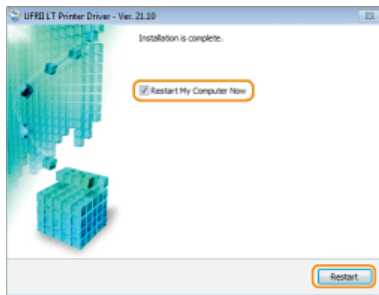 UFRII LT Printer Driver - Ver. 21.10
Installation is complete.
Restart My Computer Now
Restart